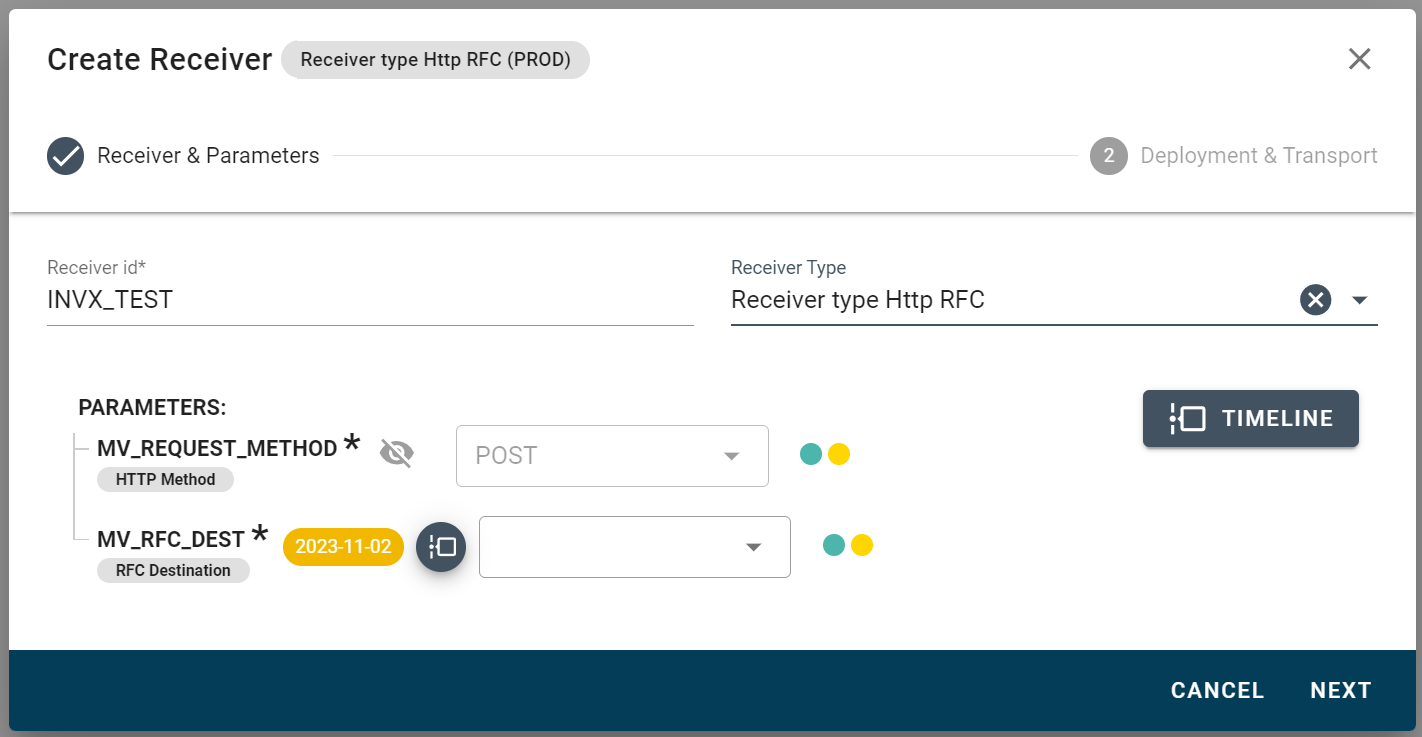 Create Receiver Receiver type Http RFC (PROD)
Receiver & Parameters 2 Deployment & Transport
Receiver id* Receiver Type
INVX_TEST Receiver type Http RFC
PARAMETERS: TIMELINE
MV_REQUEST_METHOD * POST
HTTP Method
MV_RFC_DEST * 2023-11-02
RFC Destination
CANCEL NEXT